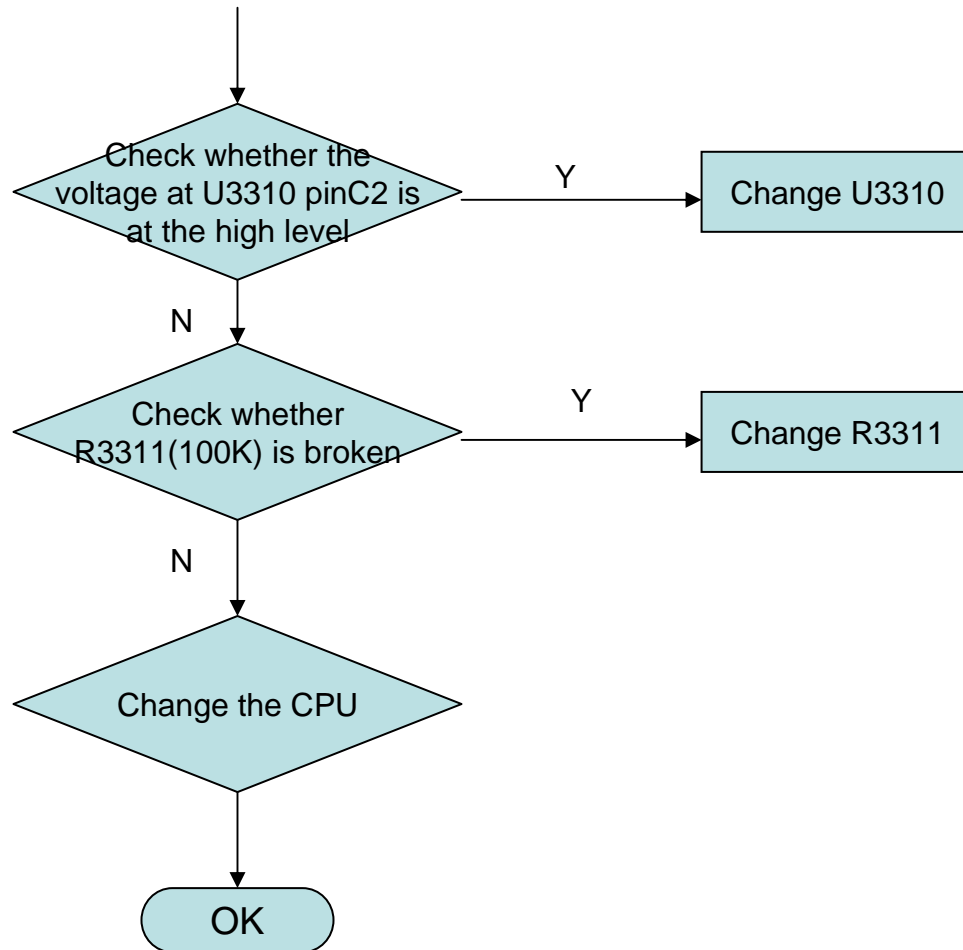 Check whether the
voltage at U3310 pinC2 is
at the high level
Y
Change U3310
N
Check whether
R3311(100K) is broken
Y
Change R3311
N
Change the CPU
OK